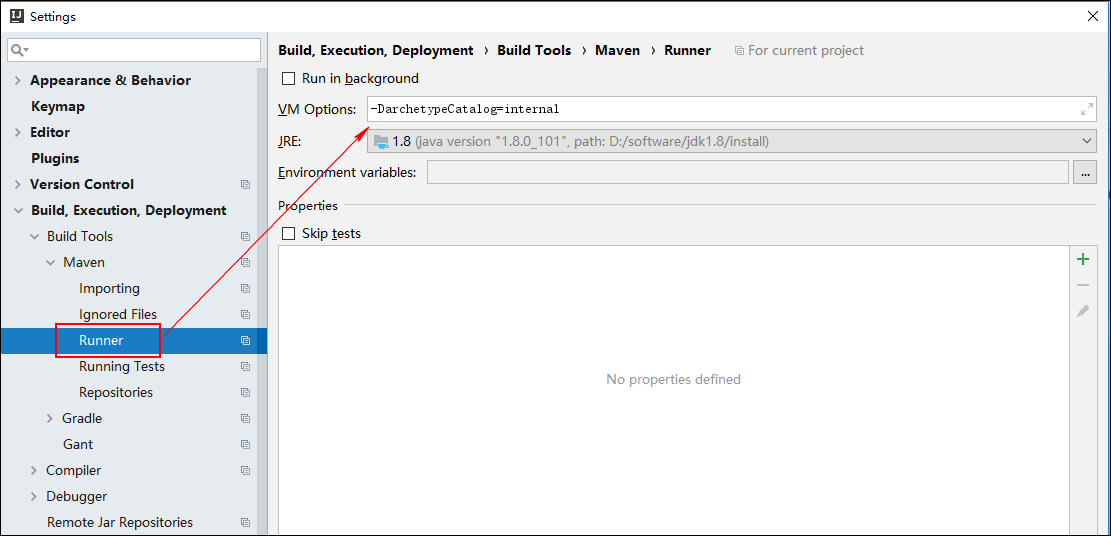 Settings
Appearance & Behavior
Keymap
Editor
Plugins
Version Control
Build, Execution, Deployment
Build Tools
Maven
Importing
Ignored Files
Runner
Running Tests
Repositories
Gradle
Gant
Compiler
Debugger
Remote Jar Repositories
Build, Execution, Deployment › Build Tools › Maven › Runner For current project
Run in background
VM Options: -DarchetypeCatalog=internal
JRE: 1.8 (java version "1.8.0_101", path: D:/software/jdk1.8/install)
Environment variables: ...
Properties
Skip tests
No properties defined